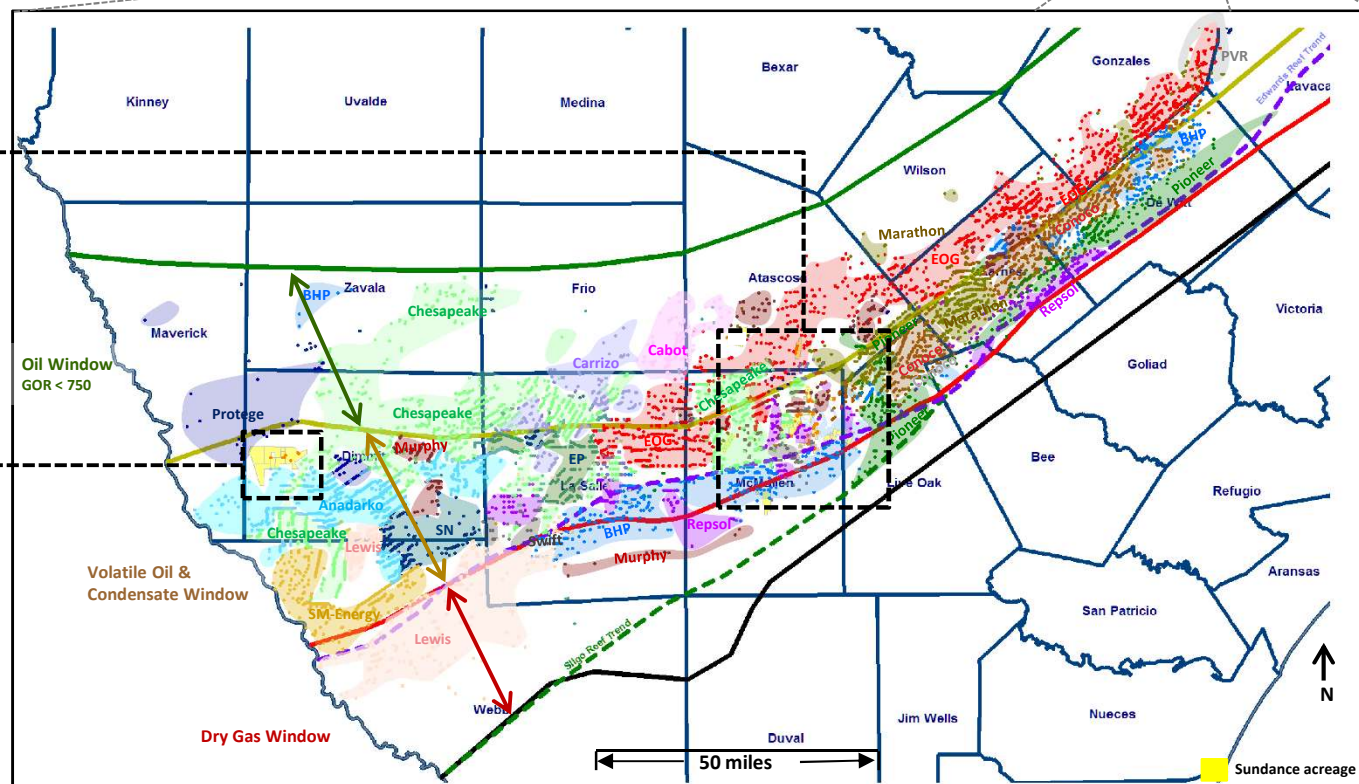 PVR
Gonzales
Bexar
Edwards Reef Trend
Lavaca
Kinney
Uvalde
Medina
BHP
Wilson
Pioneer
EOG
De Witt
Conoco
Marathon
EOG
Atascosa
Karnes
BHP
Zavala
Frio
Chesapeake
Repsol
Victoria
Maverick
Marathon
Goliad
Pioneer
Cabot
Carrizo
Conoco
Oil Window
GOR < 750
Chesapeake
Protege
Chesapeake
Pioneer
EOG
Murphy
Dimmit
EP
Bee
La Salle
McMullen
Live Oak
Refugio
Anadarko
Repsol
SN
BHP
Chesapeake
Swift
Lewis
Murphy
Aransas
Volatile Oil &
Condensate Window
San Patricio
SM-Energy
Lewis
Sligo Reef Trend
N
Webb
Nueces
Jim Wells
Dry Gas Window
Duval
50 miles
Sundance acreage